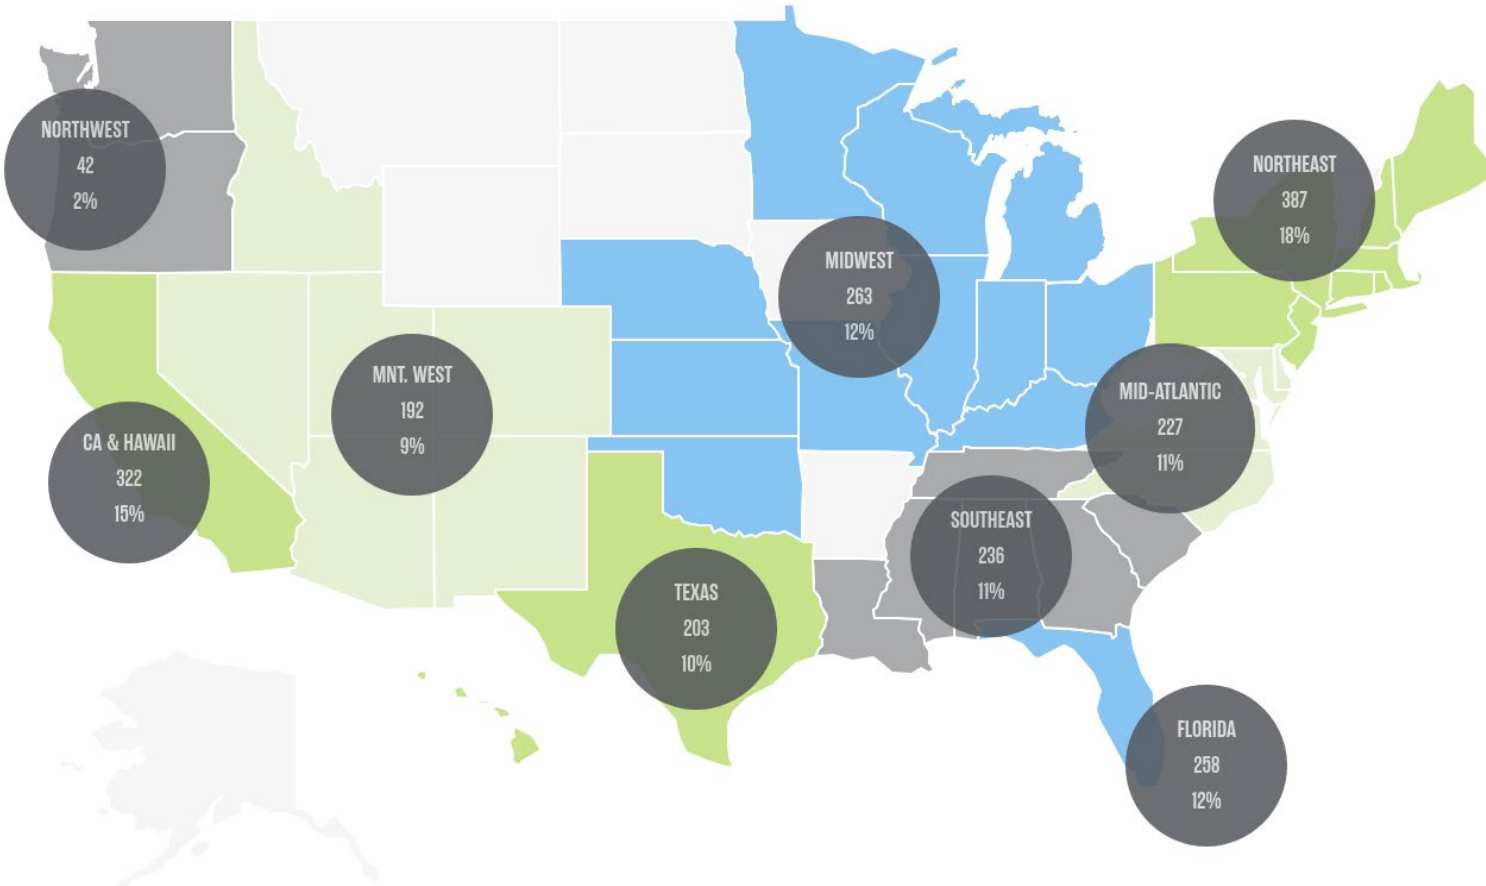 NORTHWEST
42
2%
NORTHEAST
387
18%
MIDWEST
263
12%
MNT. WEST
192
9%
MID-ATLANTIC
227
11%
CA & HAWAII
322
15%
SOUTHEAST
236
11%
TEXAS
203
10%
FLORIDA
258
12%